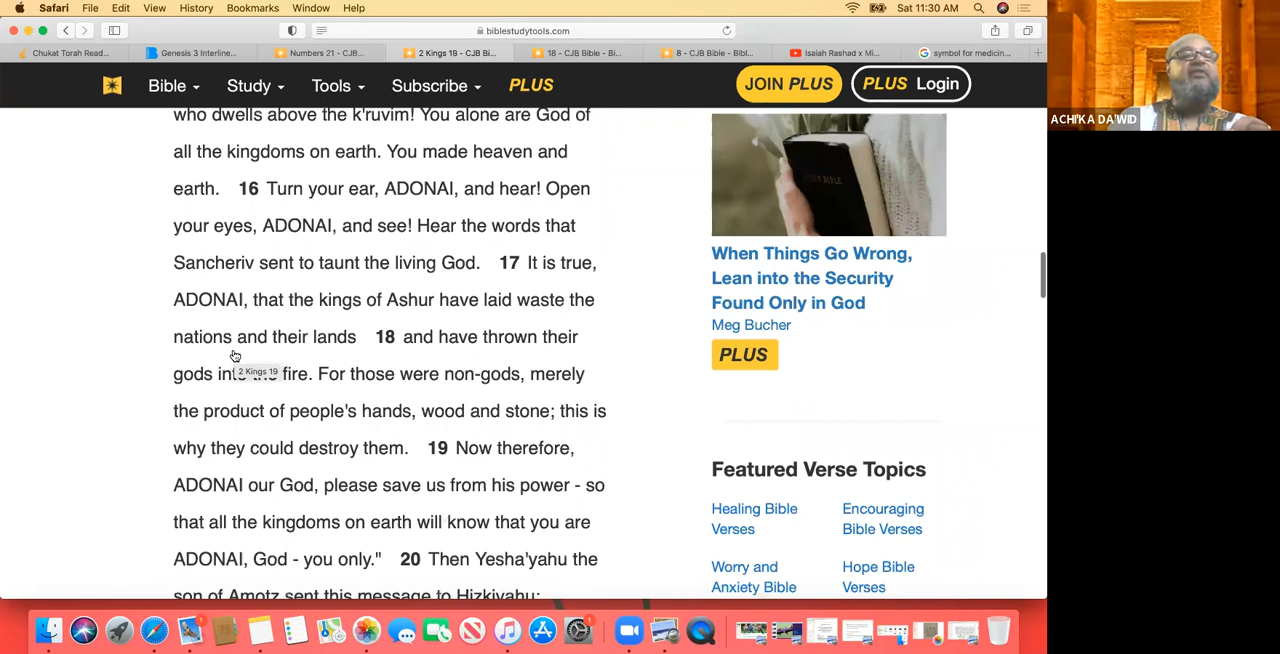 Safari File Edit View History Bookmarks Window Help Sat 11:30 AM
biblestudytools.com
Chukat Torah Read... Genesis 3 Interline... Numbers 21 - CJB... 2 Kings 19 - CJB Bi... 18 - CJB Bible - Bi... 8 - CJB Bible - Bibl... Isaiah Rashad x Mi... symbol for medicin...
Bible Study Tools Subscribe PLUS JOIN PLUS PLUS Login
ACHI'KA DA'WID
who dwells above the k'ruvim! You alone are God of
all the kingdoms on earth. You made heaven and
earth. 16 Turn your ear, ADONAI, and hear! Open
your eyes, ADONAI, and see! Hear the words that
Sancheriv sent to taunt the living God. 17 It is true,
ADONAI, that the kings of Ashur have laid waste the
nations and their lands 18 and have thrown their
2 Kings 19
gods into the fire. For those were non-gods, merely
the product of people's hands, wood and stone; this is
why they could destroy them. 19 Now therefore,
ADONAI our God, please save us from his power - so
that all the kingdoms on earth will know that you are
ADONAI, God - you only." 20 Then Yesha'yahu the
son of Amotz sent this message to Hizkiyahu:
HOLY BIBLE
When Things Go Wrong,
Lean into the Security
Found Only in God
Meg Bucher
PLUS
Featured Verse Topics
Healing Bible
Verses
Encouraging
Bible Verses
Worry and
Anxiety Bible
Hope Bible
Verses